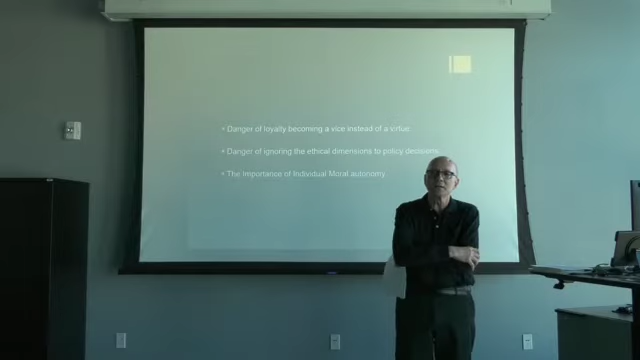 • Danger of loyally becoming a vice instead of a virtue
• Danger of ignoring the ethical dimensions to policy decisions
• The Importance of Individual Moral autonomy